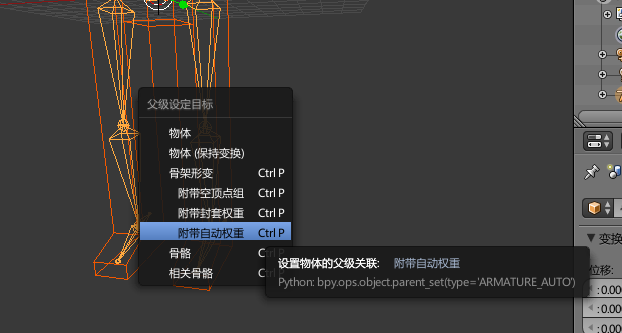 父级设定目标
物体
物体 (保持变换)
骨架形变 Ctrl P
附带空顶点组 Ctrl P
附带封套权重 Ctrl P
附带自动权重 Ctrl P
骨骼 Ctrl P
相关骨骼 Ctrl
设置物体的父级关联: 附带自动权重
Python: bpy.ops.object.parent_set(type='ARMATURE_AUTO')
变换
位移:
: 0.00
: 0.00
: 0.00